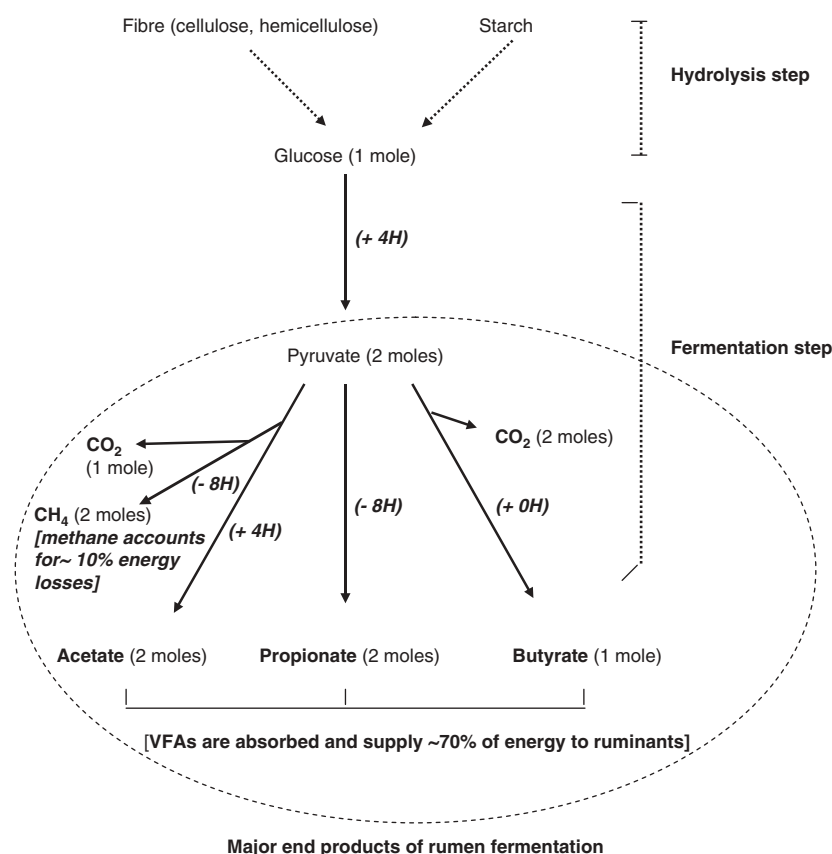 Fibre (cellulose, hemicellulose)
Starch
Hydrolysis step
Glucose (1 mole)
(+ 4H)
Fermentation step
Pyruvate (2 moles)
CO₂
(1 mole)
CO₂ (2 moles)
(- 8H)
CH₄ (2 moles)
[methane accounts
for~ 10% energy
losses]
(+ 4H)
(- 8H)
(+ 0H)
Acetate (2 moles)
Propionate (2 moles)
Butyrate (1 mole)
[VFAs are absorbed and supply ~70% of energy to ruminants]
Major end products of rumen fermentation